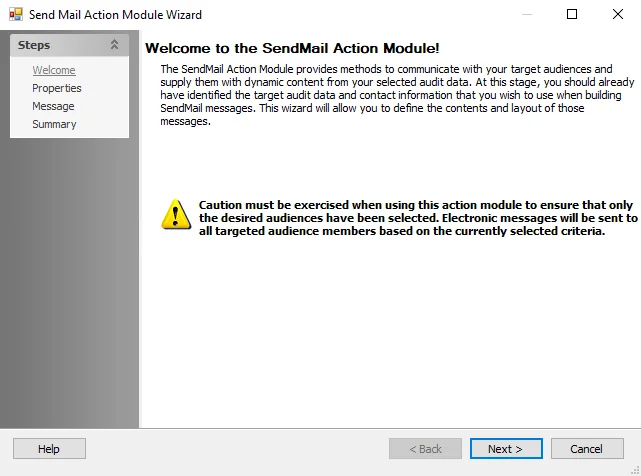 Send Mail Action Module Wizard
Steps
Welcome
Properties
Message
Summary
Welcome to the SendMail Action Module!
The SendMail Action Module provides methods to communicate with your target audiences and
supply them with dynamic content from your selected audit data. At this stage, you should already
have identified the target audit data and contact information that you wish to use when building
SendMail messages. This wizard will allow you to define the contents and layout of those
messages.
Caution must be exercised when using this action module to ensure that only
the desired audiences have been selected. Electronic messages will be sent to
all targeted audience members based on the currently selected criteria.
Help
< Back
Next >
Cancel